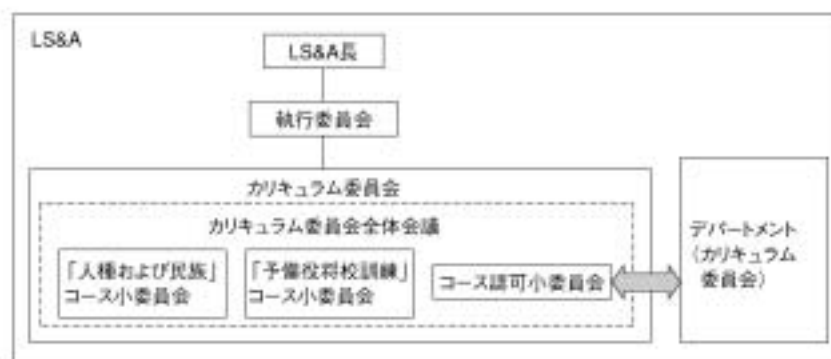 LS&A
LS&A長
執行委員会
カリキュラム委員会
カリキュラム委員会全体会議
「人種および民族」
コース小委員会
「予備役将校訓練」
コース小委員会
コース認可小委員会
デパートメント
（カリキュラム
委員会）